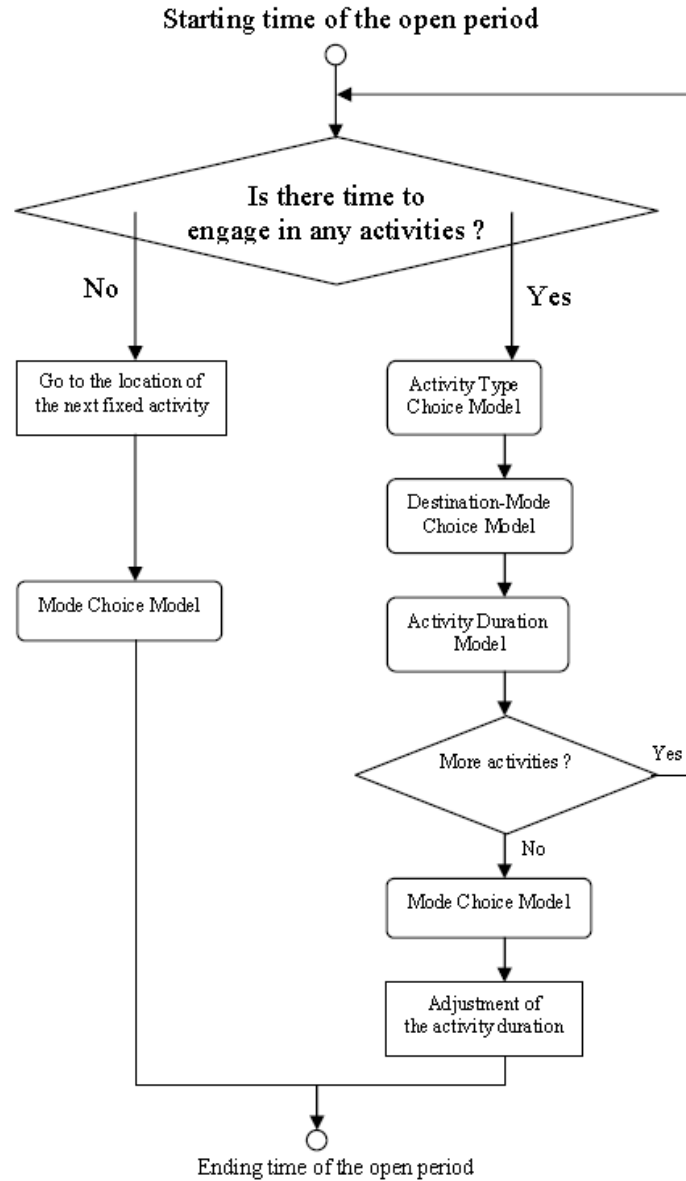 Starting time of the open period
Is there time to
engage in any activities ?
No
Yes
Go to the location of
the next fixed activity
Mode Choice Model
Activity Type
Choice Model
Destination-Mode
Choice Model
Activity Duration
Model
More activities ?
Yes
No
Mode Choice Model
Adjustment of
the activity duration
Ending time of the open period